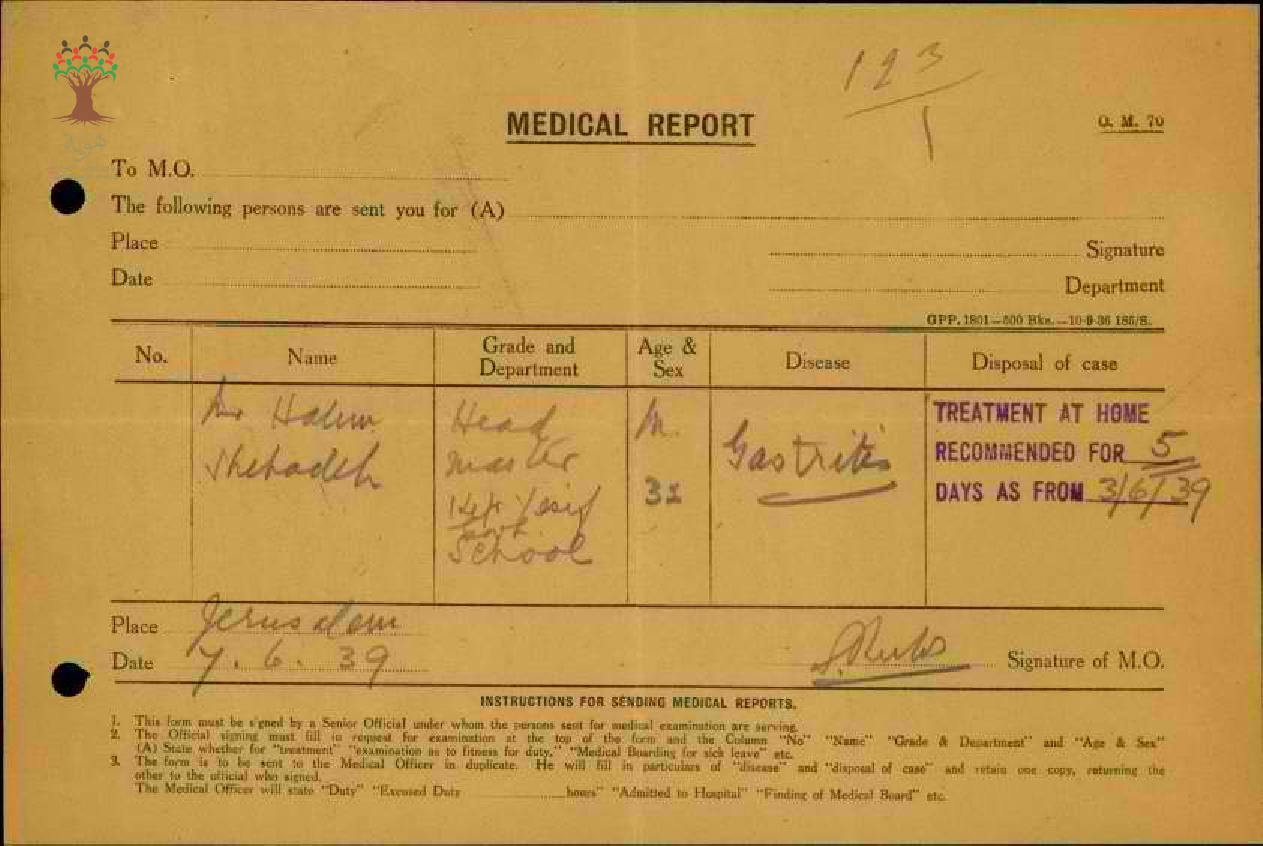 123
1
MEDICAL REPORT
G. M. 70
To M.O.
The following persons are sent you for (A)
Place
Signature
Date
Department
GPP. 1801—500 Bks.—10-9-36 185/S.
No. Name Grade and Department Age & Sex Disease Disposal of case
Mr Halim Shehadeh
Head Master
School
M.
31
Gastritis
TREATMENT AT HOME
RECOMMENDED FOR 5
DAYS AS FROM 3/6/39
Place Jerusalem
Date 7. 6. 39
Signature of M.O.
INSTRUCTIONS FOR SENDING MEDICAL REPORTS.
1. This form must be signed by a Senior Official under whom the persons sent for medical examination are serving.
2. The Official signing must fill in request for examination at the top of the form and the Column "No" "Name" "Grade & Department" and "Age & Sex"
(A) State whether for "treatment" "examination as to fitness for duty," "Medical Boarding for sick leave" etc.
3. The form is to be sent to the Medical Officer in duplicate. He will fill in particulars of "disease" and "disposal of case" and retain one copy, returning the
other to the official who signed.
The Medical Officer will state "Duty" "Excused Duty hours" "Admitted to Hospital" "Finding of Medical Board" etc.